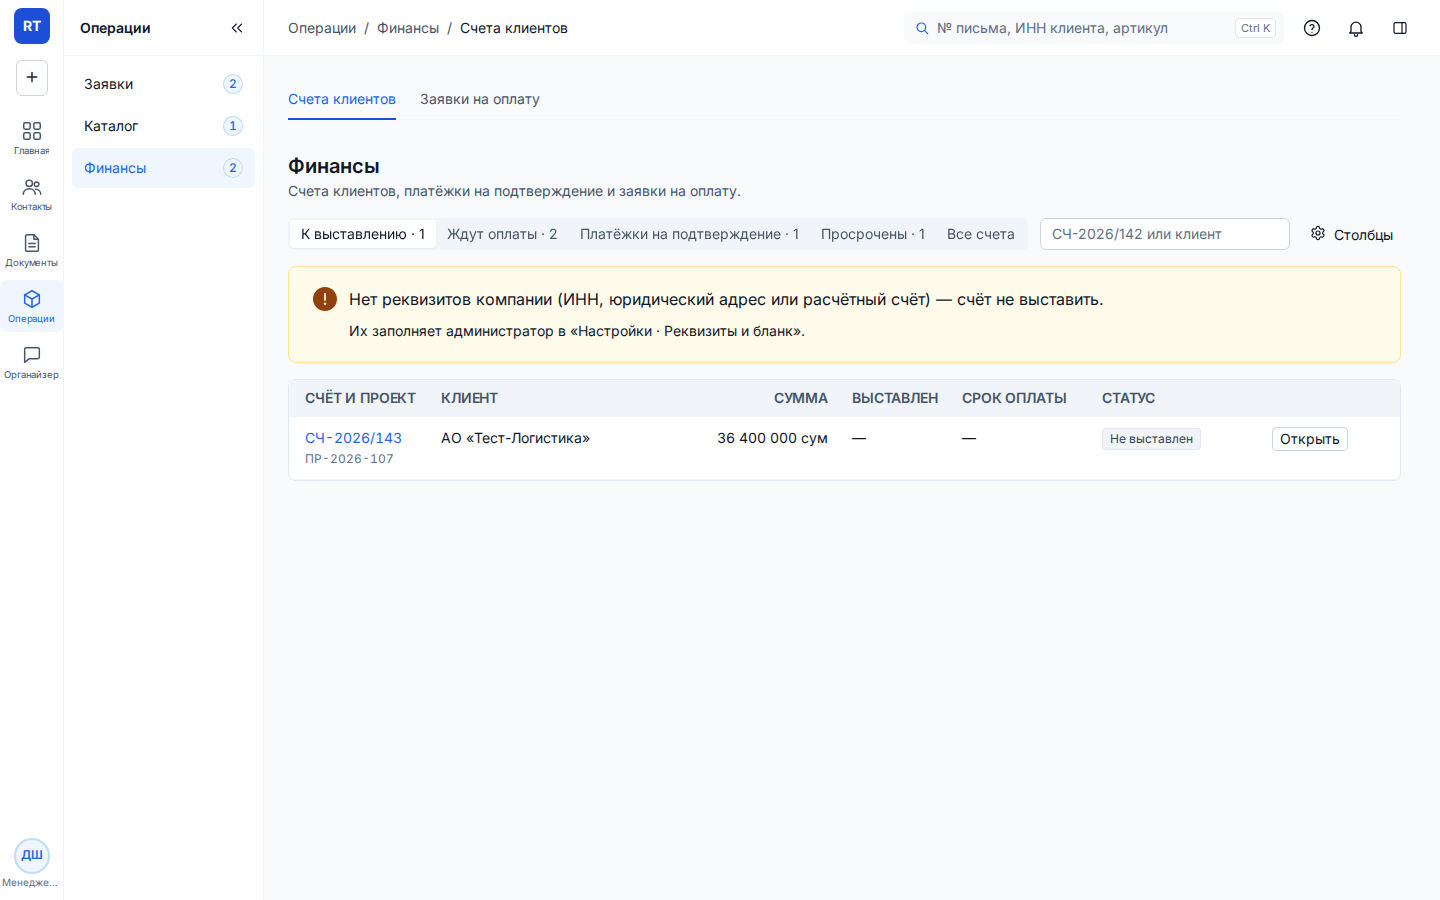 RT
Операции
Операции / Финансы / Счета клиентов
№ письма, ИНН клиента, артикул
Ctrl K
Главная
Контакты
Документы
Операции
Органайзер
ДШ
Менедже...
Заявки 2
Каталог 1
Финансы 2
Счета клиентов
Заявки на оплату
Финансы
Счета клиентов, платёжки на подтверждение и заявки на оплату.
К выставлению · 1
Ждут оплаты · 2
Платёжки на подтверждение · 1
Просрочены · 1
Все счета
СЧ-2026/142 или клиент
Столбцы
Нет реквизитов компании (ИНН, юридический адрес или расчётный счёт) — счёт не выставить.
Их заполняет администратор в «Настройки · Реквизиты и бланк».
СЧЁТ И ПРОЕКТ КЛИЕНТ СУММА ВЫСТАВЛЕН СРОК ОПЛАТЫ СТАТУС
СЧ-2026/143 АО «Тест-Логистика» 36 400 000 сум — — Не выставлен Открыть
ПР-2026-107